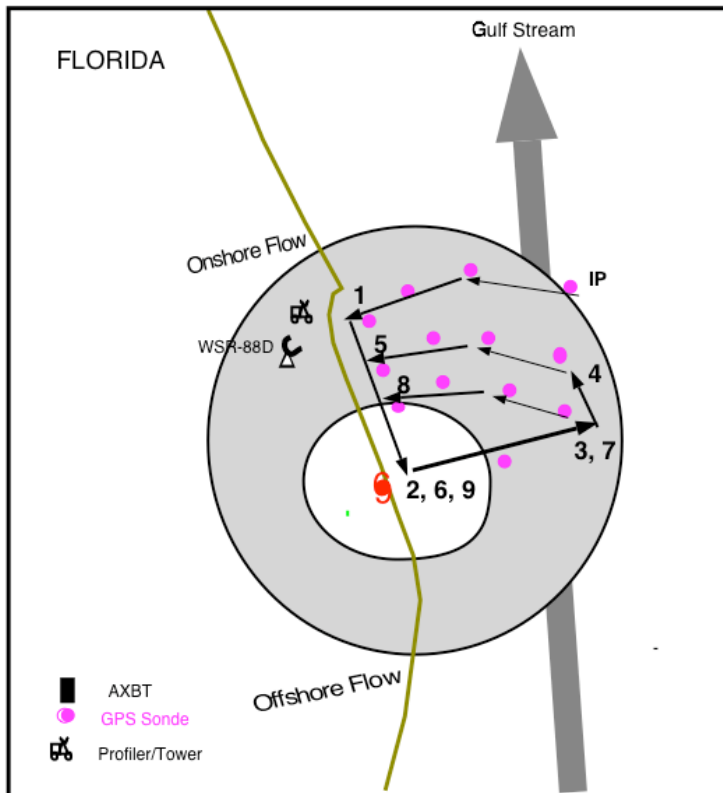 Gulf Stream
FLORIDA
Onshore Flow
IP
1
WSR-88D
5
4
8
3, 7
2, 6, 9
Offshore Flow
AXBT
GPS Sonde
Profiler/Tower